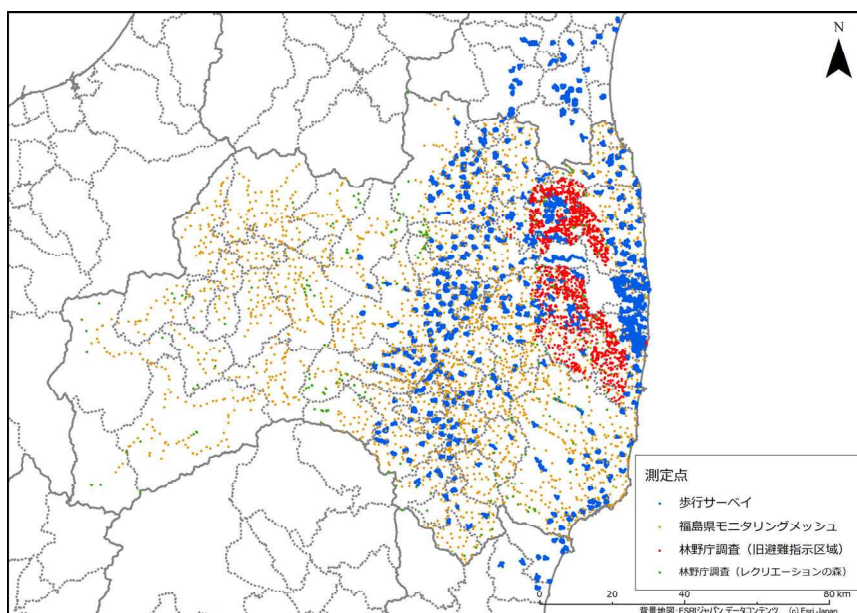 N
測定点
歩行サーベイ
福島県モニタリングメッシュ
林野庁調査（旧避難指示区域）
林野庁調査（レクリエーションの森）
0 20 40 80 km
背景地図:ESRIジャパン データコンテンツ (c) Esri Japan